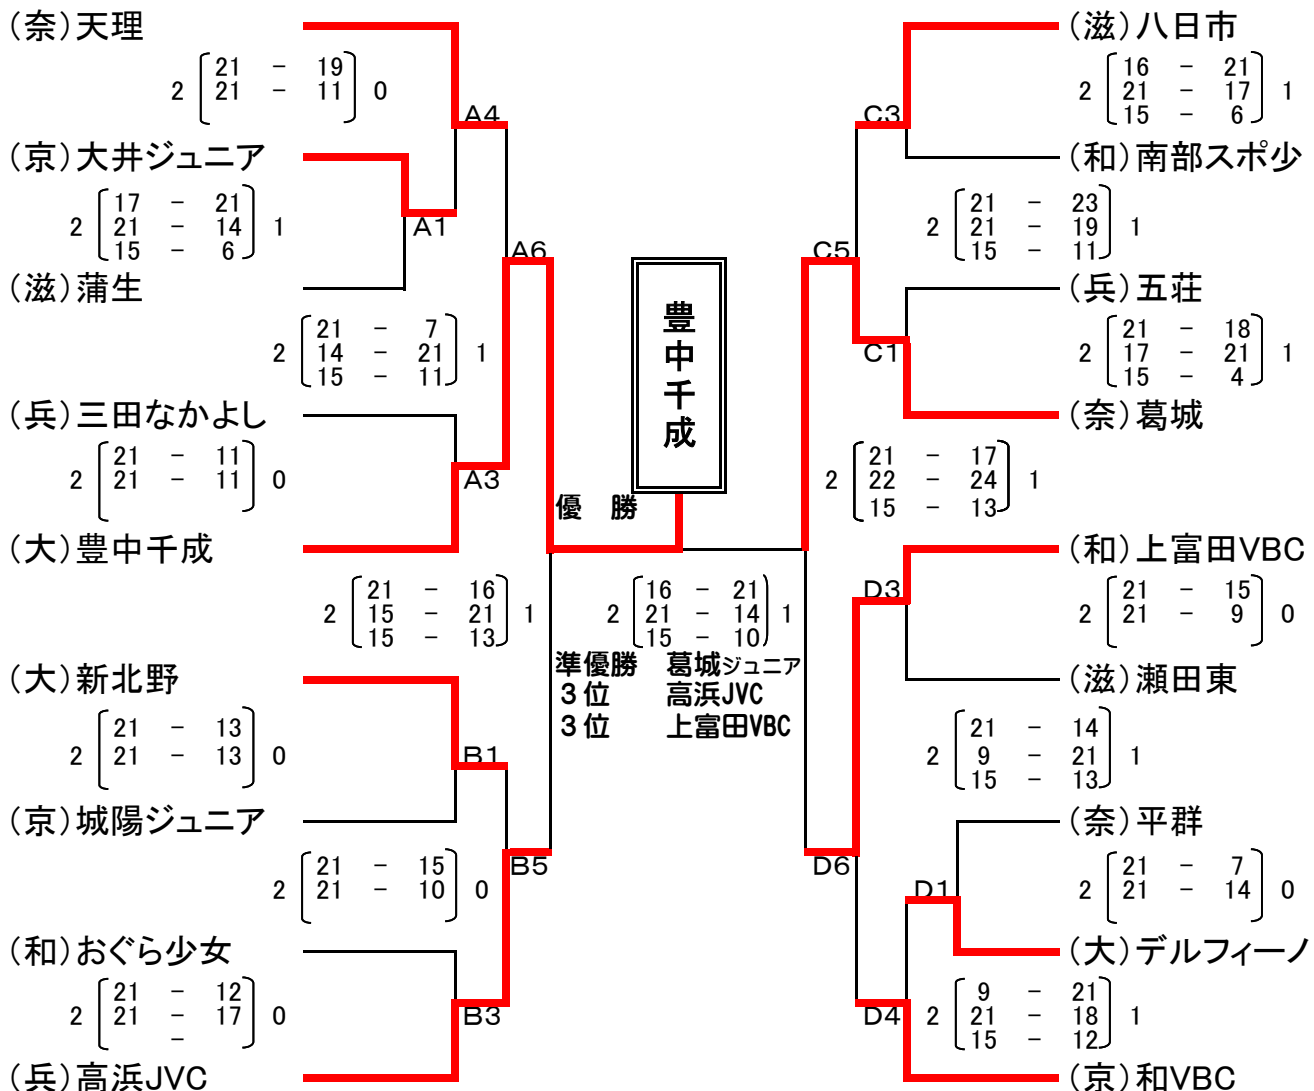 (奈)天理
2 21 － 19 0
21 － 11
A4
(京)大井ジュニア
17 － 21
2 21 － 14 1
15 － 6
A1
(滋)蒲生
A6
21 － 7
2 14 － 21 1
15 － 11
(兵)三田なかよし
2 21 － 11 0
21 － 11
A3
(大)豊中千成
21 － 16
2 15 － 21 1
15 － 13
(大)新北野
2 21 － 13 0
21 － 13
B1
(京)城陽ジュニア
B5
2 21 － 15 0
21 － 10
(和)おぐら少女
21 － 12
2 21 － 17 0
－
B3
(兵)高浜JVC
豊中千成
優 勝
16 － 21
2 21 － 14 1
15 － 10
準優勝 葛城ジュニア
3位 高浜JVC
3位 上富田VBC
(滋)八日市
16 － 21
2 21 － 17 1
15 － 6
C3
(和)南部スポ少
21 － 23
2 21 － 19 1
15 － 11
C5
(兵)五荘
21 － 18
2 17 － 21 1
15 － 4
C1
(奈)葛城
21 － 17
2 22 － 24 1
15 － 13
(和)上富田VBC
2 21 － 15 0
21 － 9
D3
(滋)瀬田東
21 － 14
2 9 － 21 1
15 － 13
D6
(奈)平群
2 21 － 7 0
21 － 14
D1
(大)デルフィーノ
9 － 21
2 21 － 18 1
15 － 12
D4
(京)和VBC